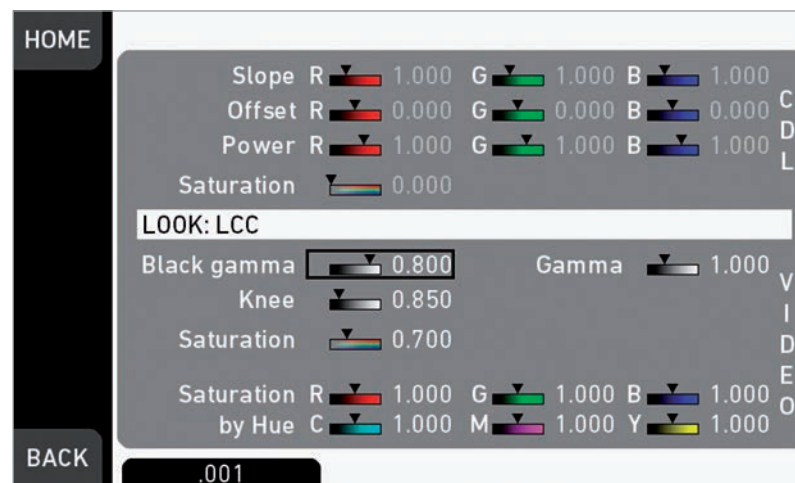 HOME
Slope R 1.000 G 1.000 B 1.000
Offset R 0.000 G 0.000 B 0.000
Power R 1.000 G 1.000 B 1.000
Saturation 0.000
CDL
LOOK: LCC
Black gamma 0.800 Gamma 1.000
Knee 0.850
Saturation 0.700
Saturation R 1.000 G 1.000 B 1.000
by Hue C 1.000 M 1.000 Y 1.000
VIDEO
BACK
.001